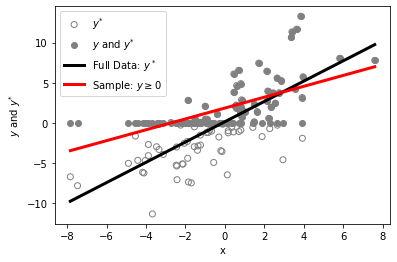 y*
y and y*
Full Data: y*
Sample: y ≥ 0
y and y*
10
5
0
−5
−10
−8 −6 −4 −2 0 2 4 6 8
x